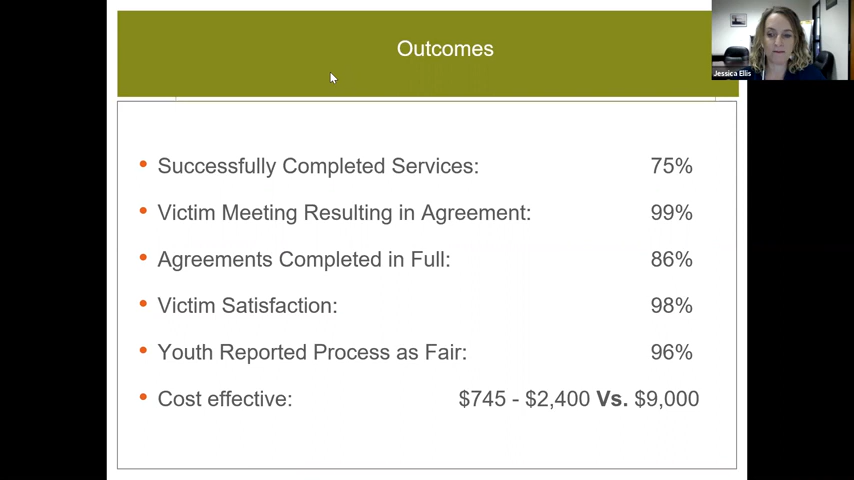 Outcomes
Jessica Ellis
• Successfully Completed Services: 75%
• Victim Meeting Resulting in Agreement: 99%
• Agreements Completed in Full: 86%
• Victim Satisfaction: 98%
• Youth Reported Process as Fair: 96%
• Cost effective: $745 - $2,400 Vs. $9,000